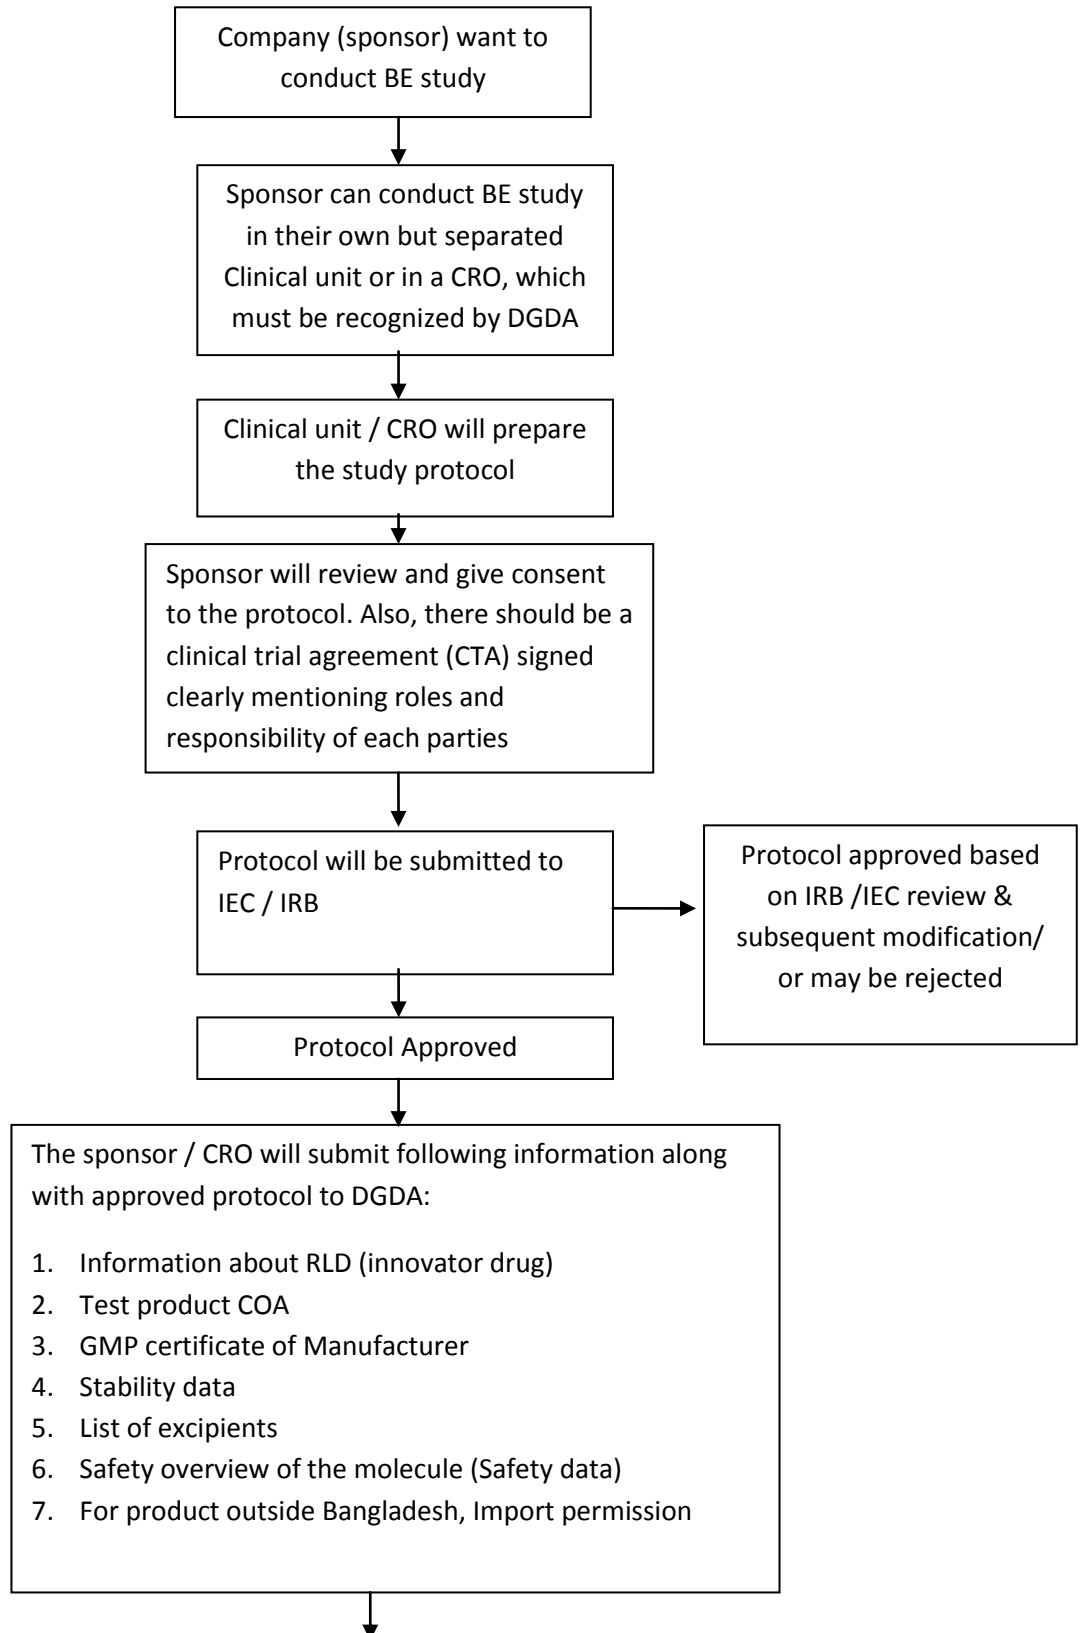 Company (sponsor) want to
conduct BE study
Sponsor can conduct BE study
in their own but separated
Clinical unit or in a CRO, which
must be recognized by DGDA
Clinical unit / CRO will prepare
the study protocol
Sponsor will review and give consent
to the protocol. Also, there should be a
clinical trial agreement (CTA) signed
clearly mentioning roles and
responsibility of each parties
Protocol will be submitted to
IEC / IRB
Protocol approved based
on IRB /IEC review &
subsequent modification/
or may be rejected
Protocol Approved
The sponsor / CRO will submit following information along
with approved protocol to DGDA:
1. Information about RLD (innovator drug)
2. Test product COA
3. GMP certificate of Manufacturer
4. Stability data
5. List of excipients
6. Safety overview of the molecule (Safety data)
7. For product outside Bangladesh, Import permission